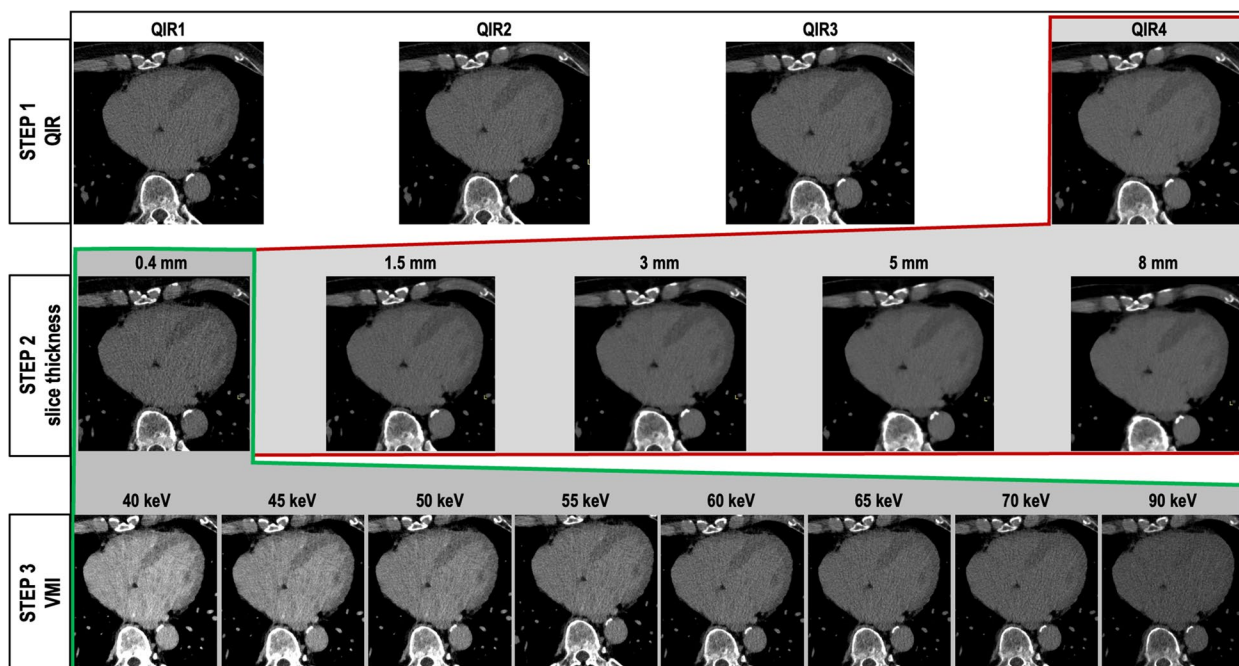 QIR1 QIR2 QIR3 QIR4
STEP 1
QIR
0.4 mm 1.5 mm 3 mm 5 mm 8 mm
STEP 2
slice thickness
40 keV 45 keV 50 keV 55 keV 60 keV 65 keV 70 keV 90 keV
STEP 3
VMI